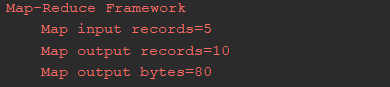 Map-Reduce Framework
Map input records=5
Map output records=10
Map output bytes=80